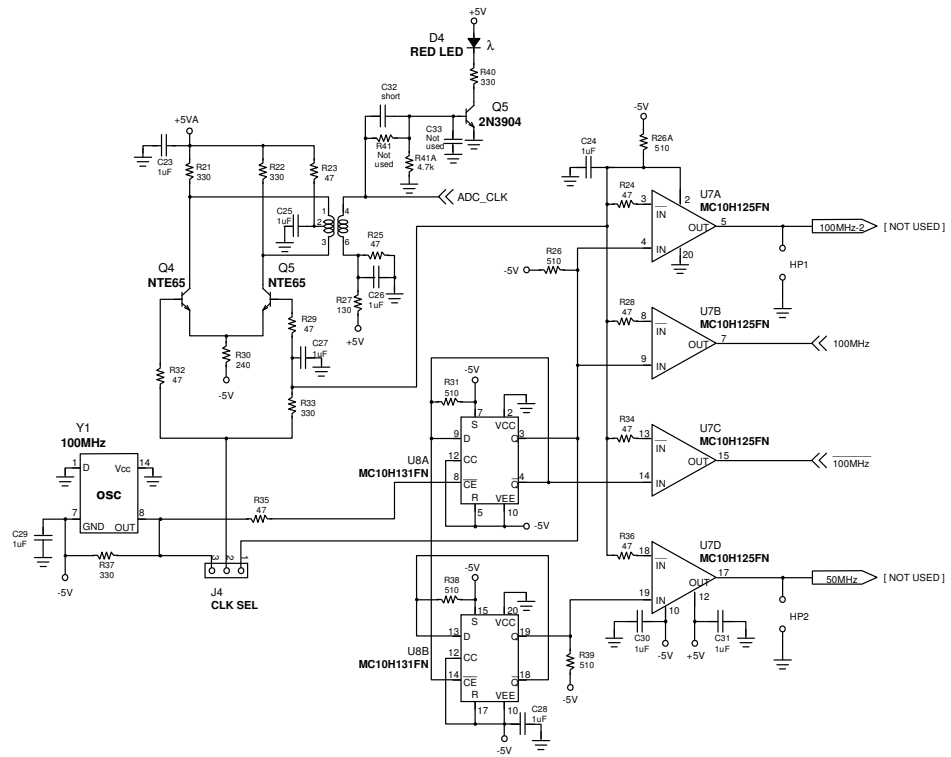 +5V
D4
RED LED
λ
R40
330
C32
short
Q5
2N3904
R41
Not
used
C33
Not
used
R41A
4.7k
ADC_CLK
+5VA
C23
1uF
R21
330
R22
330
R23
47
C25
1uF
1
2
3
4
6
R25
47
C26
1uF
R27
130
+5V
Q4
NTE65
Q5
NTE65
R29
47
C27
1uF
R30
240
-5V
R32
47
R33
330
-5V
R26A
510
C24
1uF
R24
47
3
IN
2
U7A
MC10H125FN
OUT
5
4
IN
20
100MHz-2
[ NOT USED ]
HP1
-5V
R26
510
R28
47
8
IN
U7B
MC10H125FN
OUT
7
9
IN
100MHz
R34
47
13
IN
U7C
MC10H125FN
OUT
15
14
IN
100MHz
R36
47
18
IN
U7D
MC10H125FN
OUT
17
19
IN
10
12
50MHz
[ NOT USED ]
HP2
C30
1uF
-5V
+5V
C31
1uF
Y1
100MHz
1
D
Vcc
14
OSC
7
GND
OUT
8
C29
1uF
R37
330
-5V
R35
47
3
2
1
J4
CLK SEL
-5V
R31
510
7
2
S
VCC
9
D
Q
3
12
CC
U8A
MC10H131FN
8
CE
Q
4
R
VEE
5
10
-5V
-5V
R38
510
15
20
S
VCC
13
D
Q
19
12
CC
U8B
MC10H131FN
14
CE
Q
18
R
VEE
17
10
C28
1uF
-5V
R39
510
-5V